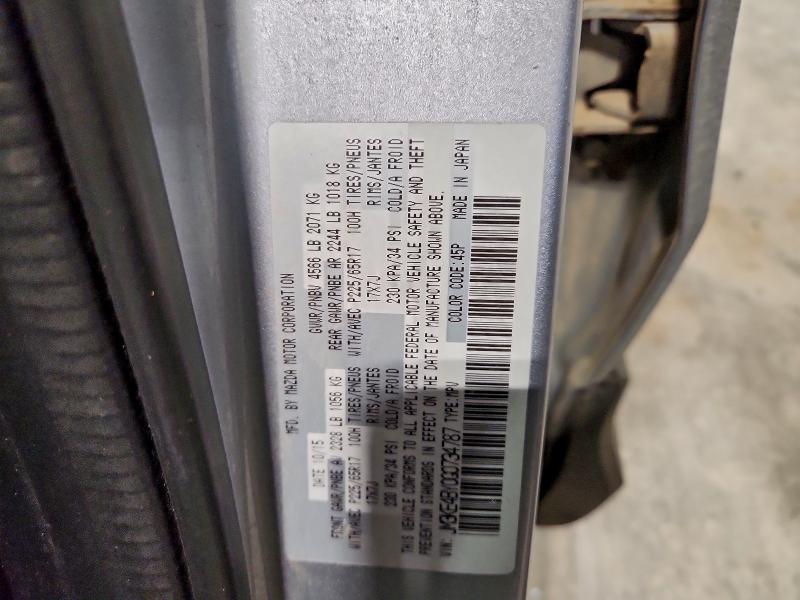 MFD. BY MAZDA MOTOR CORPORATION
DATE 10/15 GVWR/PNBV 4566 LB 2071 KG
FRONT GAWR/PNBE AV 2328 LB 1056 KG REAR GAWR/PNBE AR 2244 LB 1018 KG
WITH/AVEC P225/65R17 100H TIRES/PNEUS WITH/AVEC P225/65R17 100H TIRES/PNEUS
17X7J RIMS/JANTES 17X7J RIMS/JANTES
230 KPA/34 PSI COLD/A FROID 230 KPA/34 PSI COLD/A FROID
THIS VEHICLE CONFORMS TO ALL APPLICABLE FEDERAL MOTOR VEHICLE SAFETY AND THEFT
PREVENTION STANDARDS IN EFFECT ON THE DATE OF MANUFACTURE SHOWN ABOVE.
VIN: TYPE:MPV COLOR CODE:45P MADE IN JAPAN